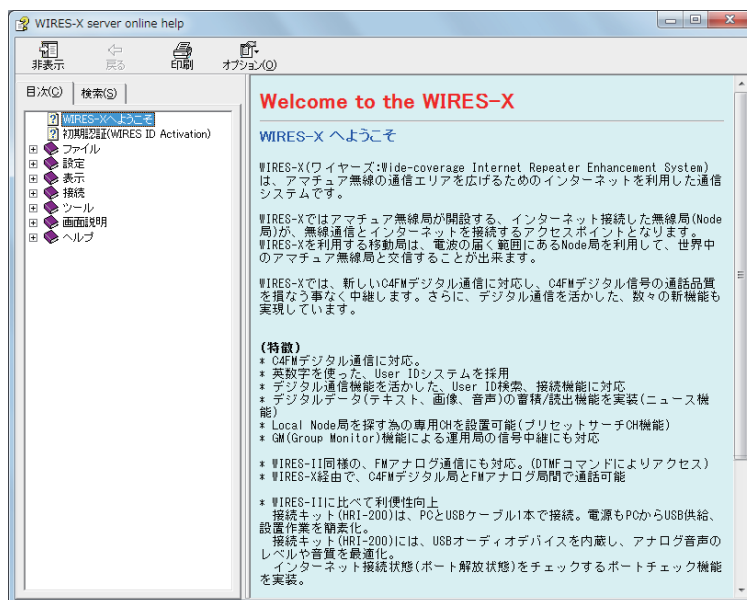 WIRES-X server online help
非表示
戻る
印刷
オプション(O)
目次(C)
検索(S)
WIRES-Xへようこそ
初期認証(WIRES ID Activation)
ファイル
設定
表示
接続
ツール
画面説明
ヘルプ
Welcome to the WIRES-X
WIRES-X へようこそ
WIRES-X(ワイヤーズ:Wide-coverage Internet Repeater Enhancement System)
は、アマチュア無線の通信エリアを広げるためのインターネットを利用した通信
システムです。
WIRES-Xではアマチュア無線局が開設する、インターネット接続した無線局(Node
局)が、無線通信とインターネットを接続するアクセスポイントとなります。
WIRES-Xを利用する移動局は、電波の届く範囲にあるNode局を利用して、世界中
のアマチュア無線局と交信することが出来ます。
WIRES-Xでは、新しいC4FMデジタル通信に対応し、C4FMデジタル信号の通話品質
を損なう事なく中継します。さらに、デジタル通信を活かした、数々の新機能も
実現しています。
(特徴)
* C4FMデジタル通信に対応。
* 英数字を使った、User IDシステムを採用
* デジタル通信機能を活かした、User ID検索、接続機能に対応
* デジタルデータ(テキスト、画像、音声)の蓄積/読出機能を実装(ニュース機
能)
* Local Node局を探す為の専用CHを設置可能(プリセットサーチCH機能)
* GM(Group Monitor)機能による運用局の信号中継にも対応
* WIRES-II同様の、FMアナログ通信にも対応。(DTMFコマンドによりアクセス)
* WIRES-X経由で、C4FMデジタル局とFMアナログ局間で通話可能
* WIRES-IIに比べて利便性向上
接続キット(HRI-200)は、PCとUSBケーブル1本で接続。電源もPCからUSB供給、
設置作業を簡素化。
接続キット(HRI-200)には、USBオーディオデバイスを内蔵し、アナログ音声の
レベルや音質を最適化。
インターネット接続状態(ポート解放状態)をチェックするポートチェック機能
を実装。